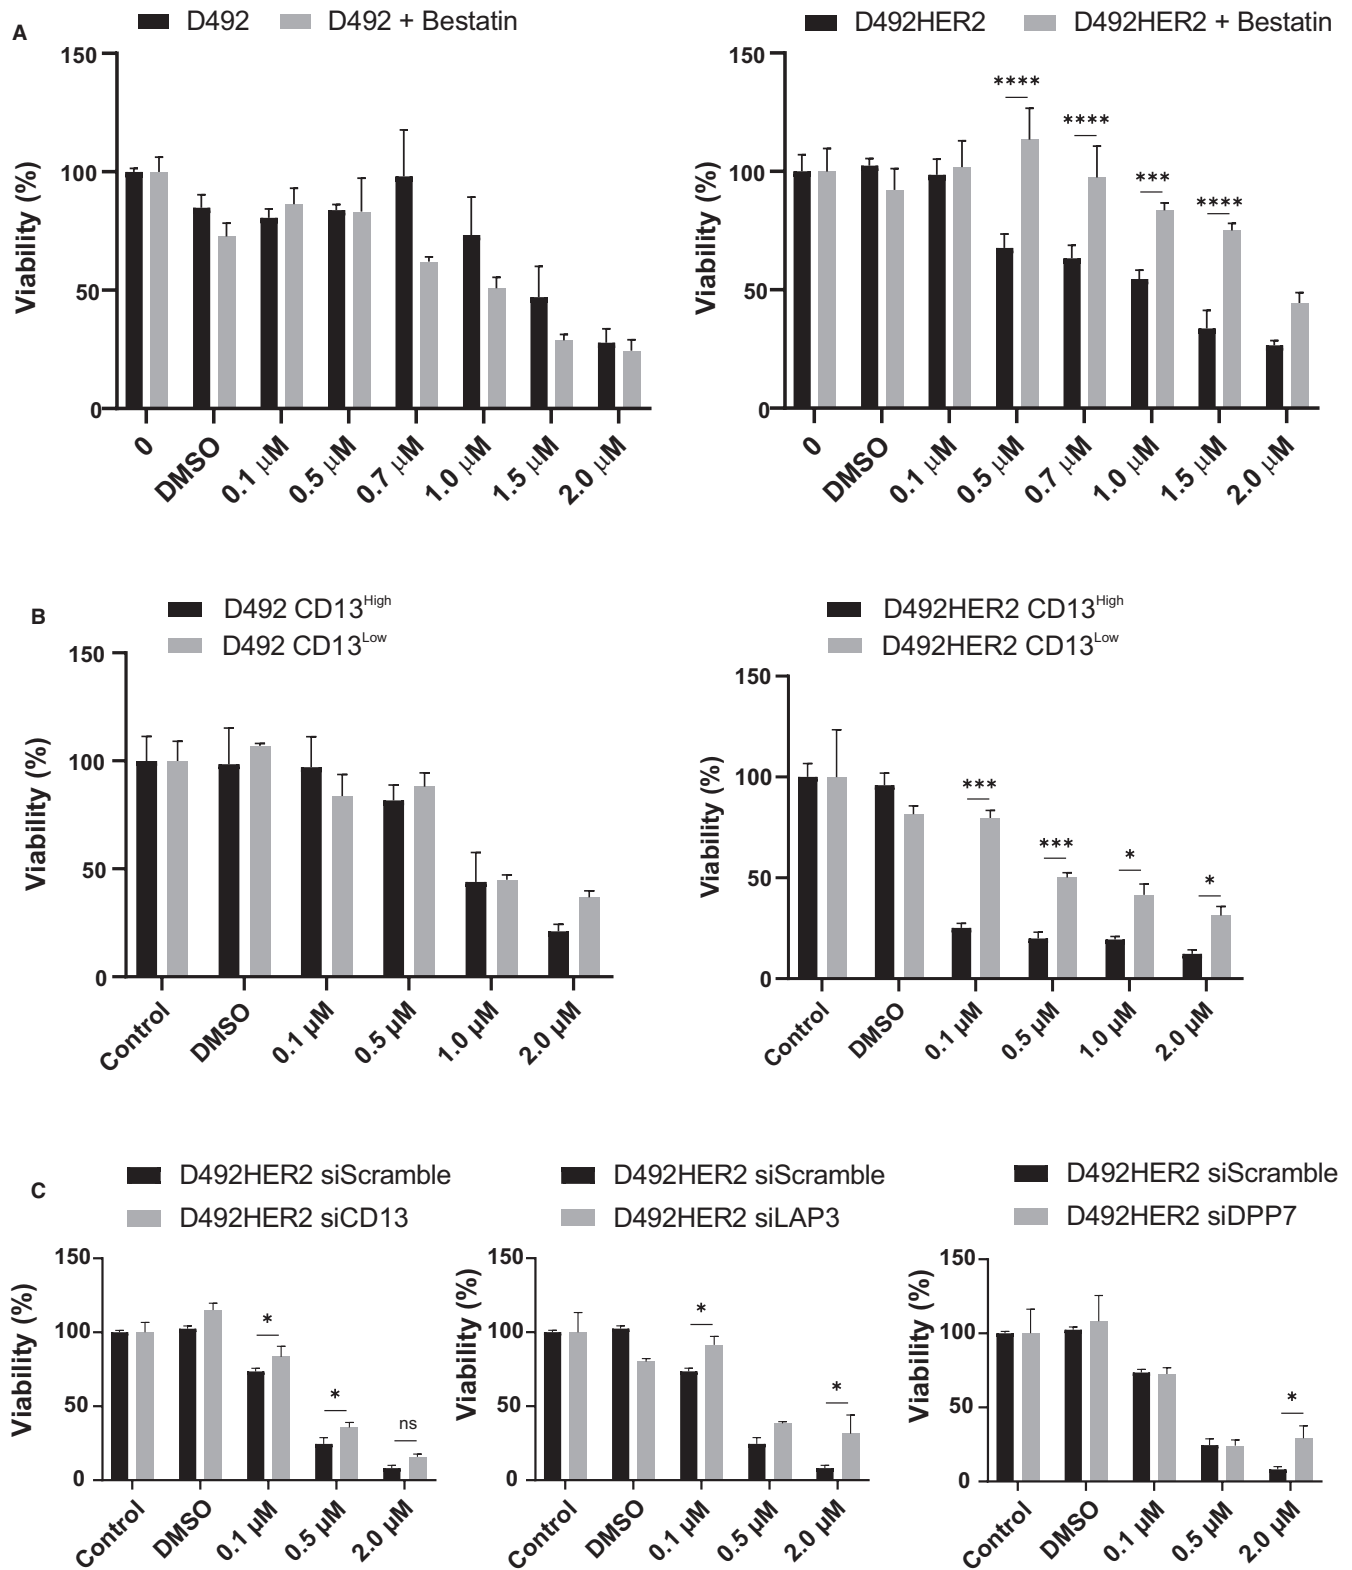 A
D492 D492 + Bestatin
Viability (%)
150
100
50
0
0 DMSO 0.1 µM 0.5 µM 0.7 µM 1.0 µM 1.5 µM 2.0 µM
D492HER2 D492HER2 + Bestatin
Viability (%)
150
100
50
0
**** **** *** ****
0 DMSO 0.1 µM 0.5 µM 0.7 µM 1.0 µM 1.5 µM 2.0 µM
B
D492 CD13High
D492 CD13Low
Viability (%)
150
100
50
0
Control DMSO 0.1 µM 0.5 µM 1.0 µM 2.0 µM
D492HER2 CD13High
D492HER2 CD13Low
Viability (%)
150
100
50
0
*** *** * *
Control DMSO 0.1 µM 0.5 µM 1.0 µM 2.0 µM
C
D492HER2 siScramble
D492HER2 siCD13
Viability (%)
150
100
50
0
* * ns
Control DMSO 0.1 µM 0.5 µM 2.0 µM
D492HER2 siScramble
D492HER2 siLAP3
Viability (%)
150
100
50
0
* *
Control DMSO 0.1 µM 0.5 µM 2.0 µM
D492HER2 siScramble
D492HER2 siDPP7
Viability (%)
150
100
50
0
*
Control DMSO 0.1 µM 0.5 µM 2.0 µM